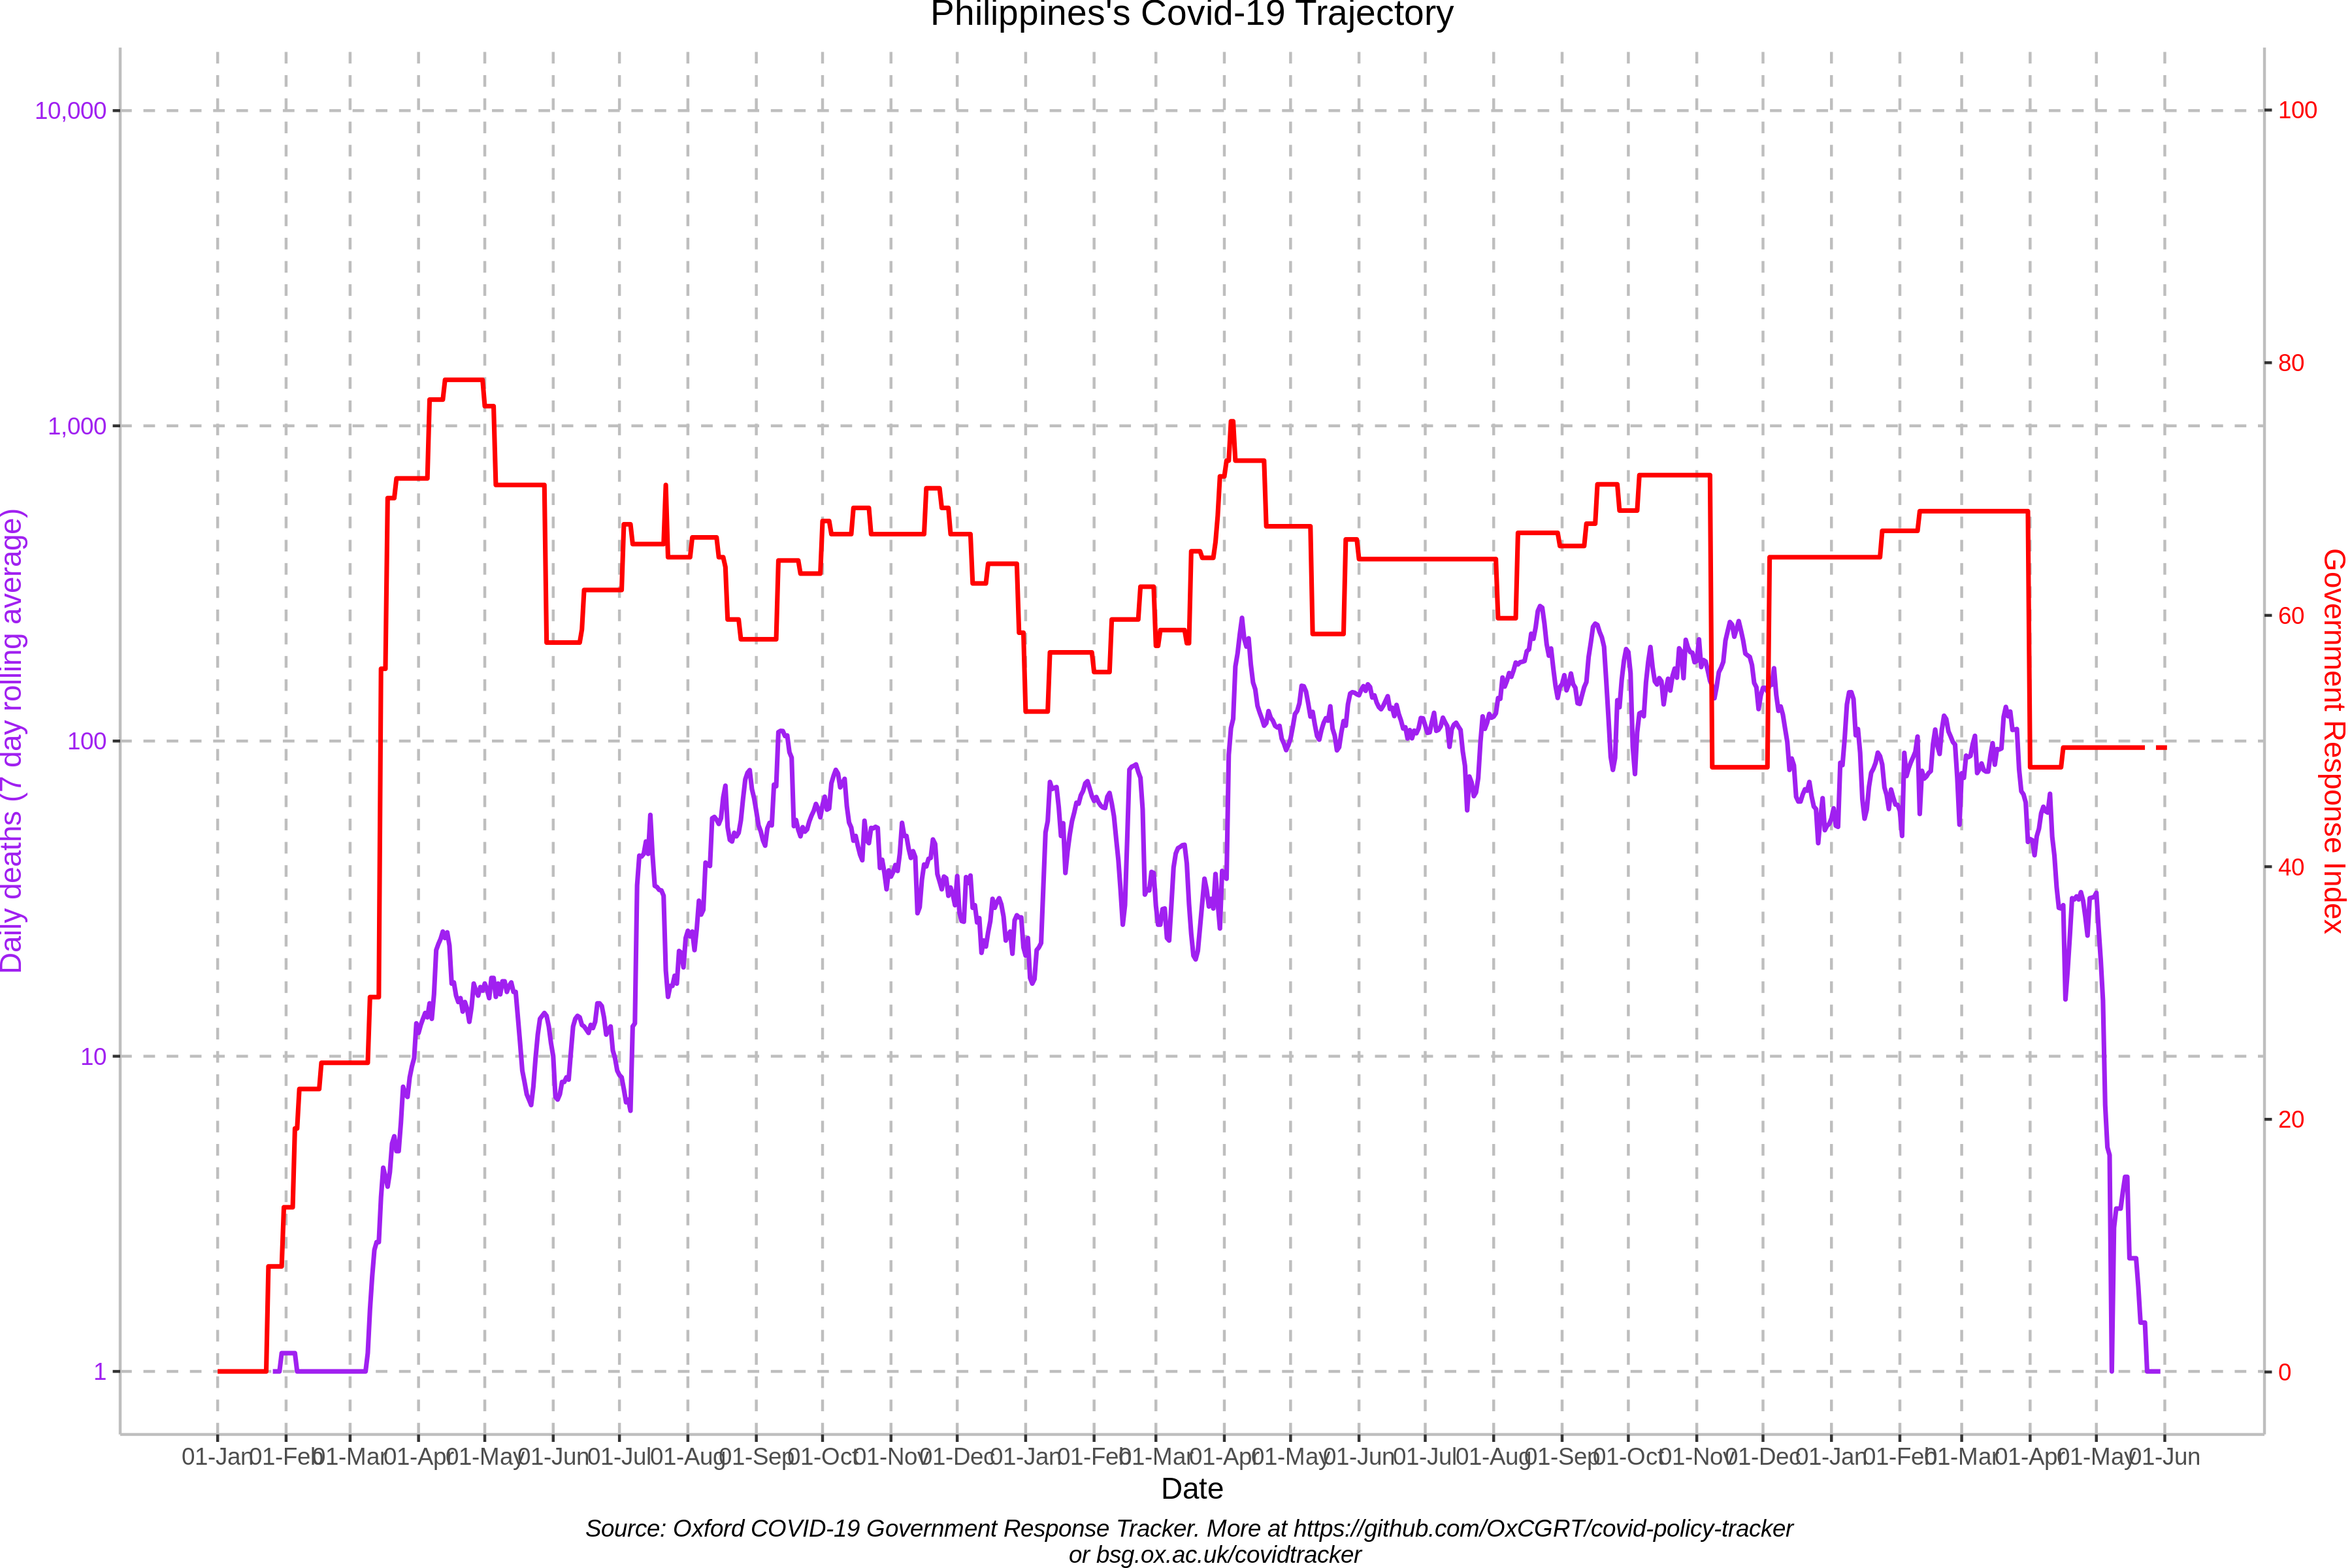 Philippines's Covid-19 Trajectory
10,000
1,000
100
10
1
Daily deaths (7 day rolling average)
100
80
60
40
20
0
Government Response Index
01-Jan 01-Feb 01-Mar 01-Apr 01-May 01-Jun 01-Jul 01-Aug 01-Sep 01-Oct 01-Nov 01-Dec 01-Jan 01-Feb 01-Mar 01-Apr 01-May 01-Jun 01-Jul 01-Aug 01-Sep 01-Oct 01-Nov 01-Dec 01-Jan 01-Feb 01-Mar 01-Apr 01-May 01-Jun
Date
Source: Oxford COVID-19 Government Response Tracker. More at https://github.com/OxCGRT/covid-policy-tracker
or bsg.ox.ac.uk/covidtracker